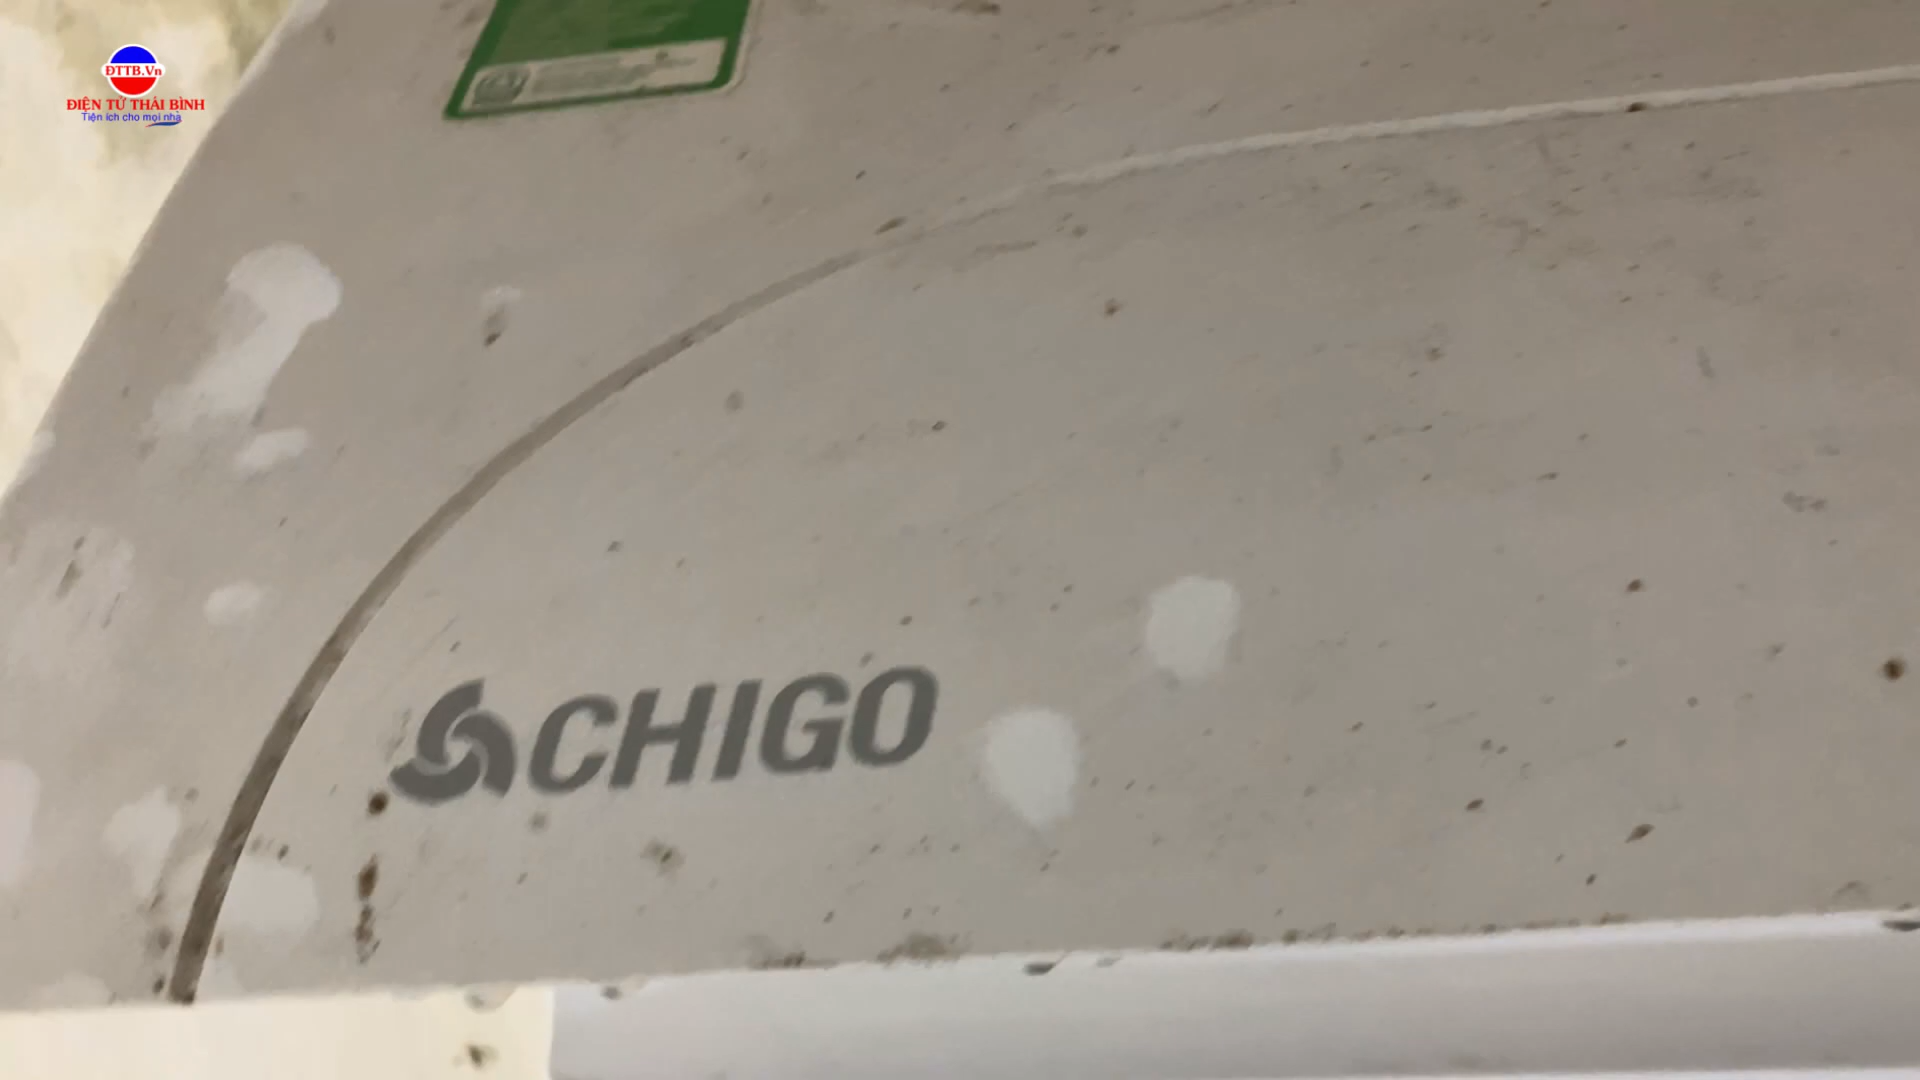 ĐTTB.Vn
ĐIỆN TỬ THÁI BÌNH
Tiện ích cho mọi nhà
CHIGO